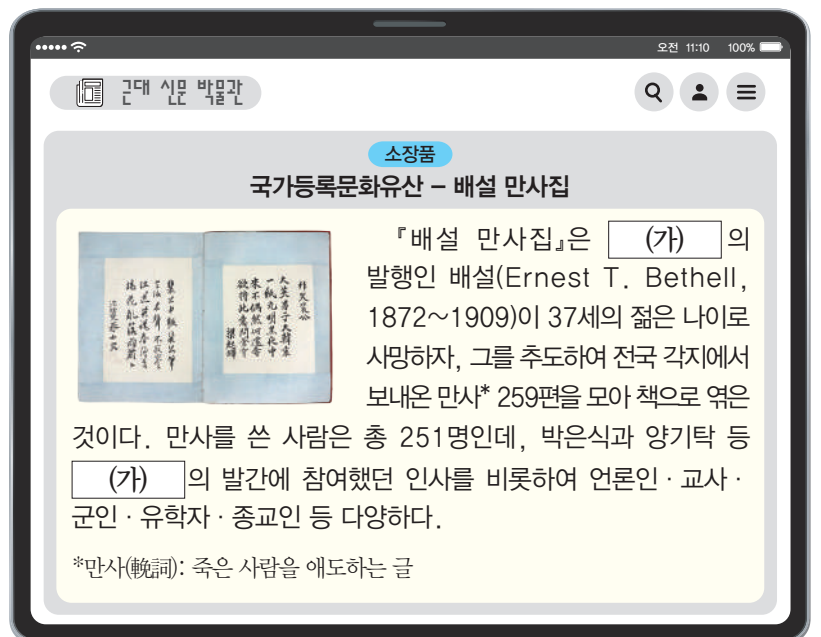 오전 11:10 100%
근대 신문 박물관
소장품
국가등록문화유산 – 배설 만사집
『배설 만사집』은 (가) 의
발행인 배설(Ernest T. Bethell,
1872～1909)이 37세의 젊은 나이로
사망하자, 그를 추도하여 전국 각지에서
보내온 만사* 259편을 모아 책으로 엮은
것이다. 만사를 쓴 사람은 총 251명인데, 박은식과 양기탁 등
(가) 의 발간에 참여했던 인사를 비롯하여 언론인 · 교사 ·
군인 · 유학자 · 종교인 등 다양하다.
*만사(輓詞): 죽은 사람을 애도하는 글